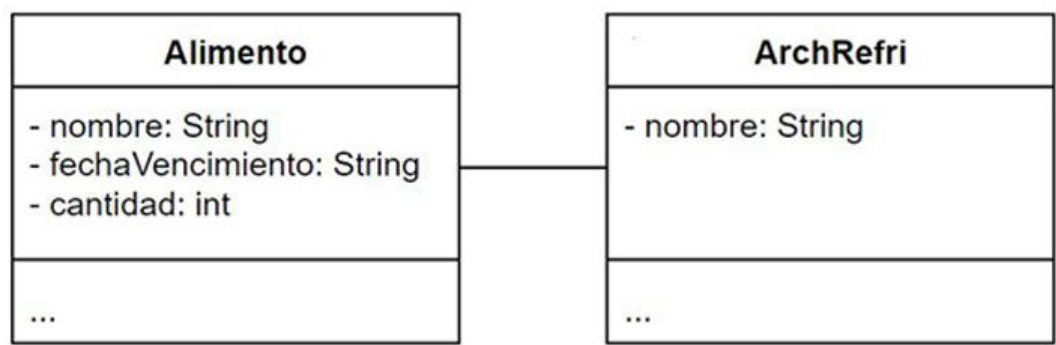 Alimento
- nombre: String
- fechaVencimiento: String
- cantidad: int
...
ArchRefri
- nombre: String
...